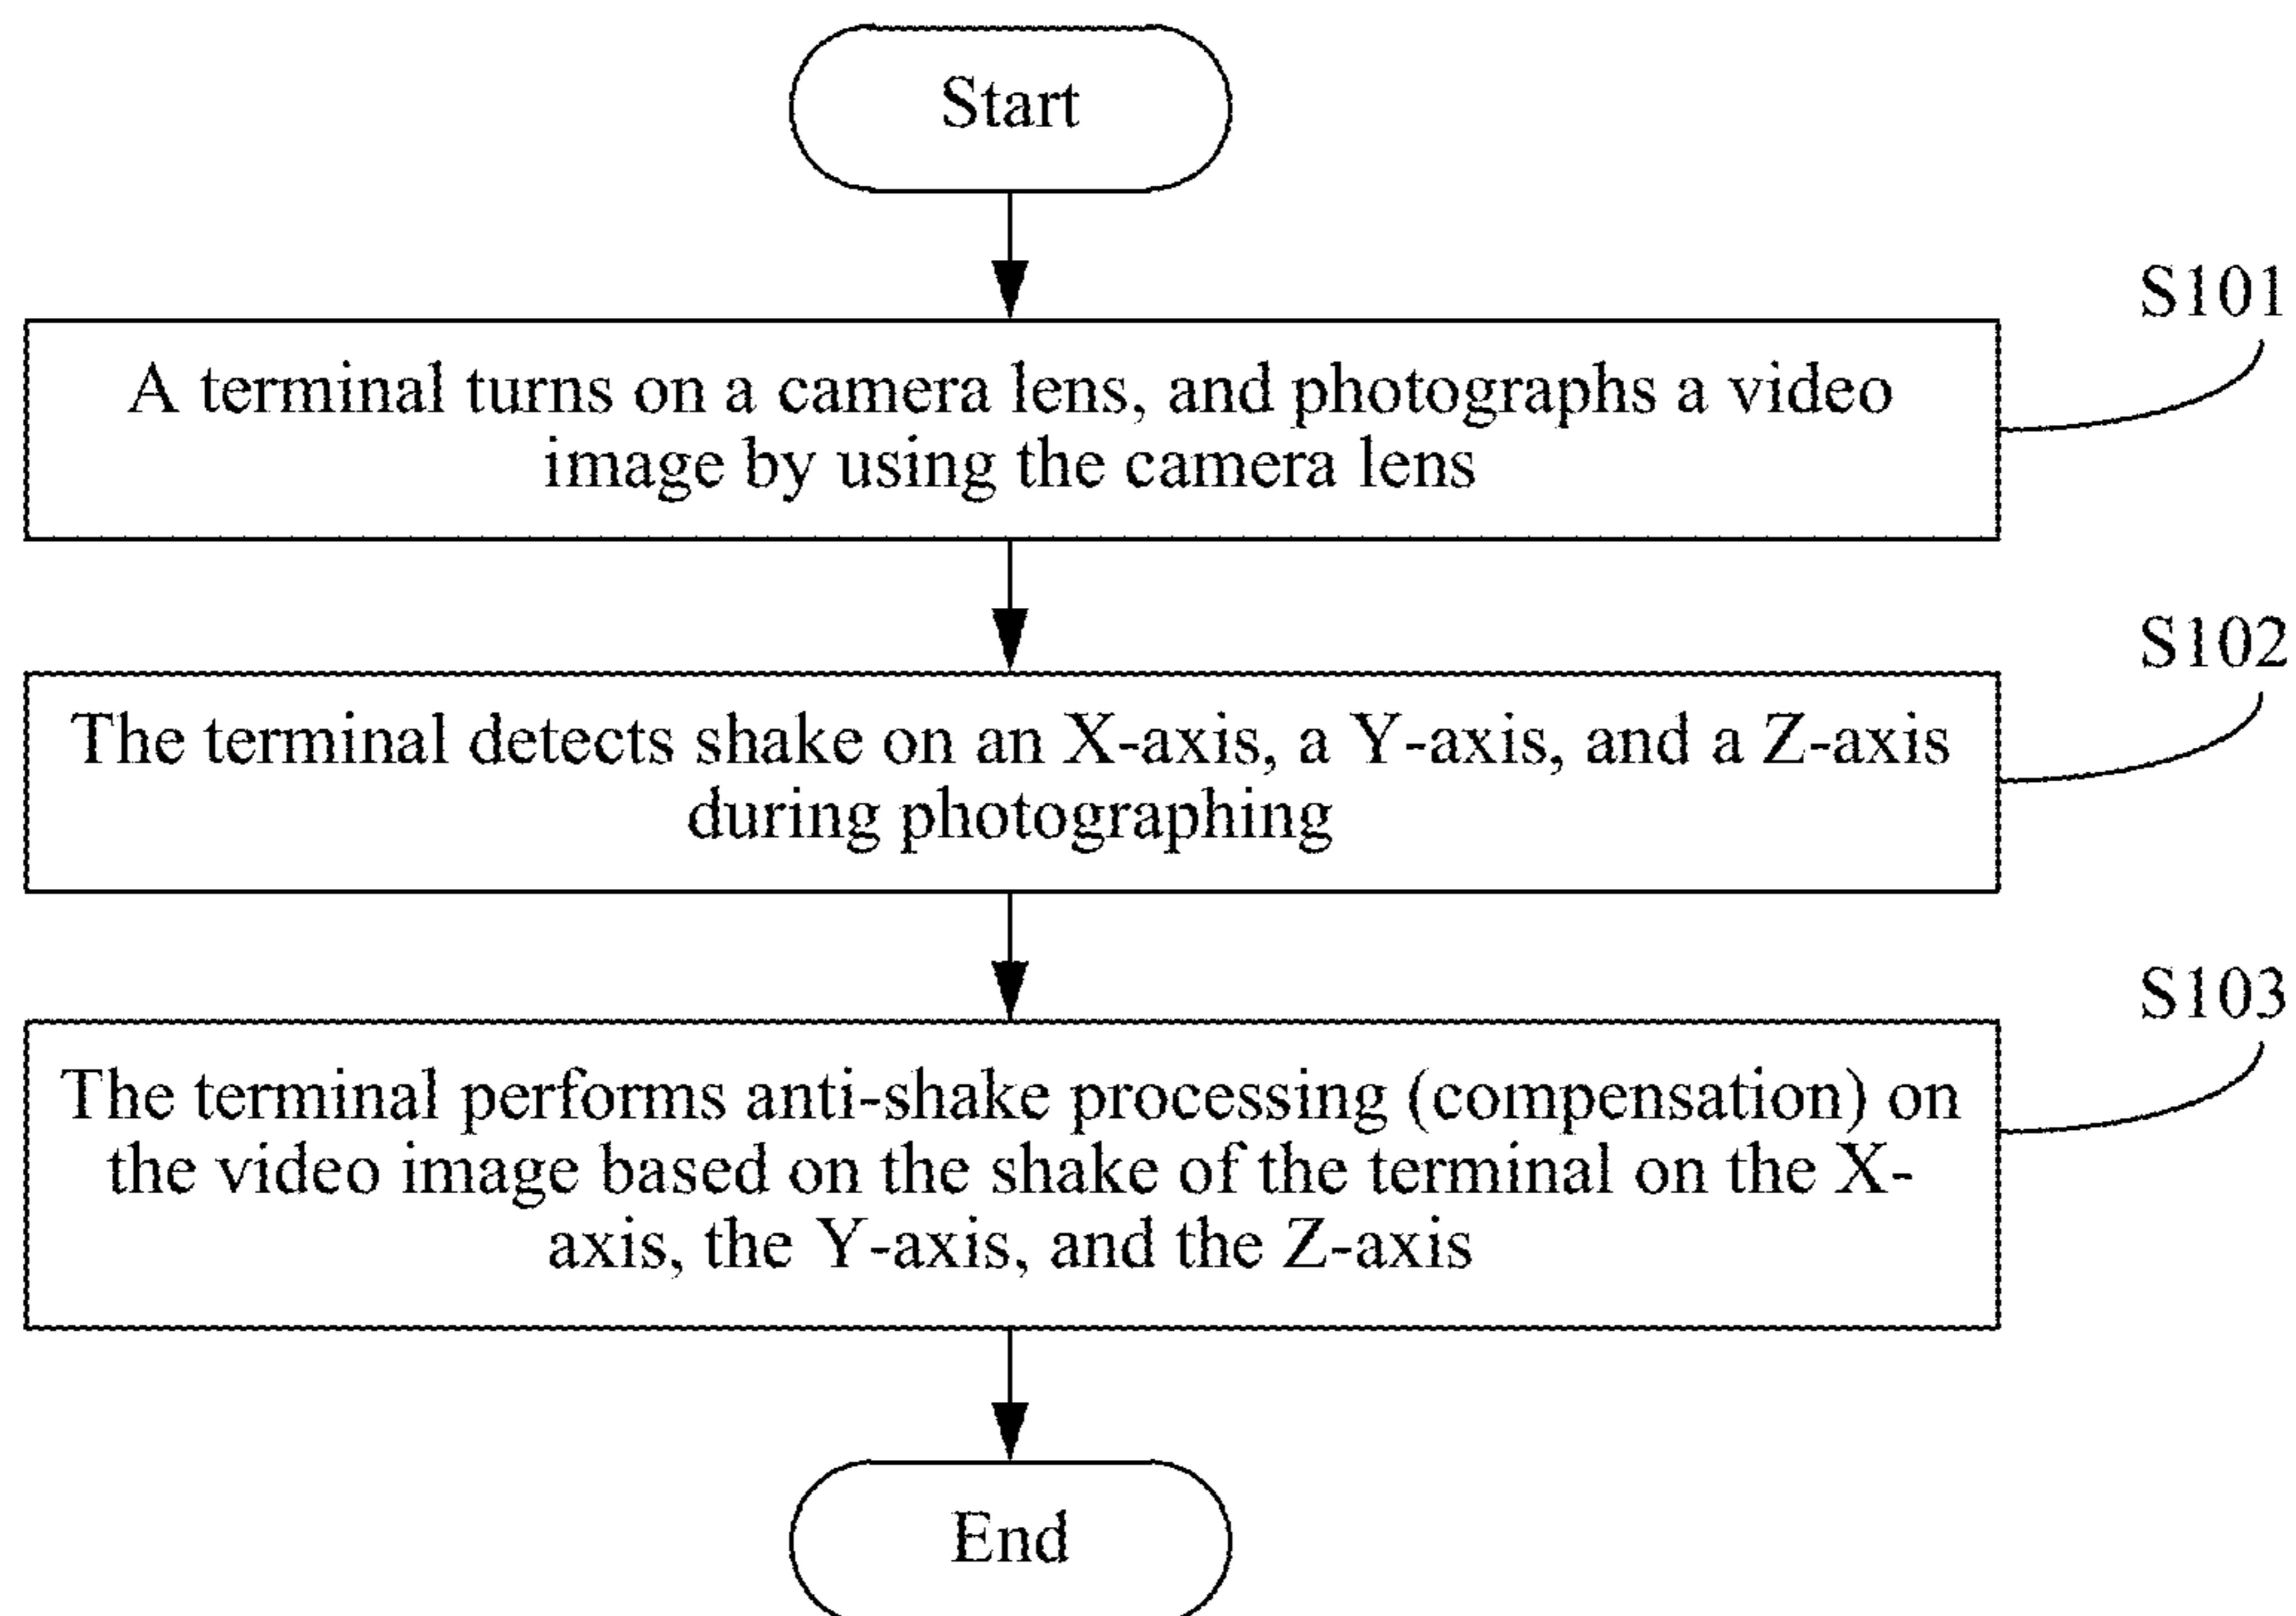 Start
S101
A terminal turns on a camera lens, and photographs a video
image by using the camera lens
S102
The terminal detects shake on an X-axis, a Y-axis, and a Z-axis
during photographing
S103
The terminal performs anti-shake processing (compensation) on
the video image based on the shake of the terminal on the X-
axis, the Y-axis, and the Z-axis
End